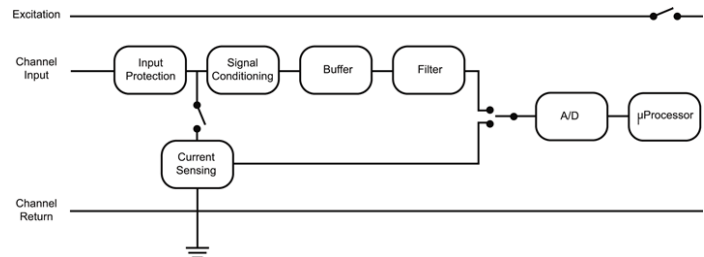 Excitation
Channel
Input
Input
Protection
Signal
Conditioning
Buffer
Filter
A/D
µProcessor
Current
Sensing
Channel
Return